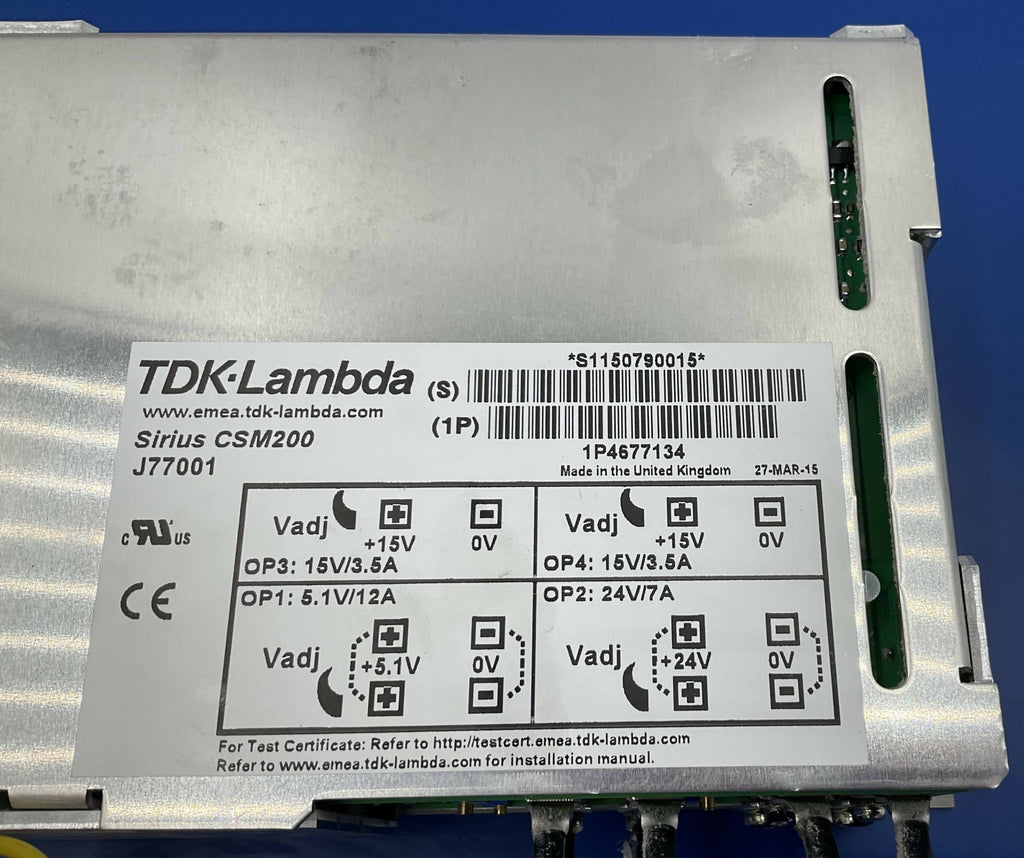 *S1150790015*
TDK·Lambda (S)
www.emea.tdk-lambda.com (1P)
Sirius CSM200
1P4677134
J77001
Made in the United Kingdom 27-MAR-15
Vadj + -
+15V 0V
OP3: 15V/3.5A
Vadj + -
+15V 0V
OP4: 15V/3.5A
c RU US
CE
OP1: 5.1V/12A
+ -
Vadj +5.1V 0V
+ -
OP2: 24V/7A
+ -
Vadj +24V 0V
+ -
For Test Certificate: Refer to http://testcert.emea.tdk-lambda.com
Refer to www.emea.tdk-lambda.com for installation manual.